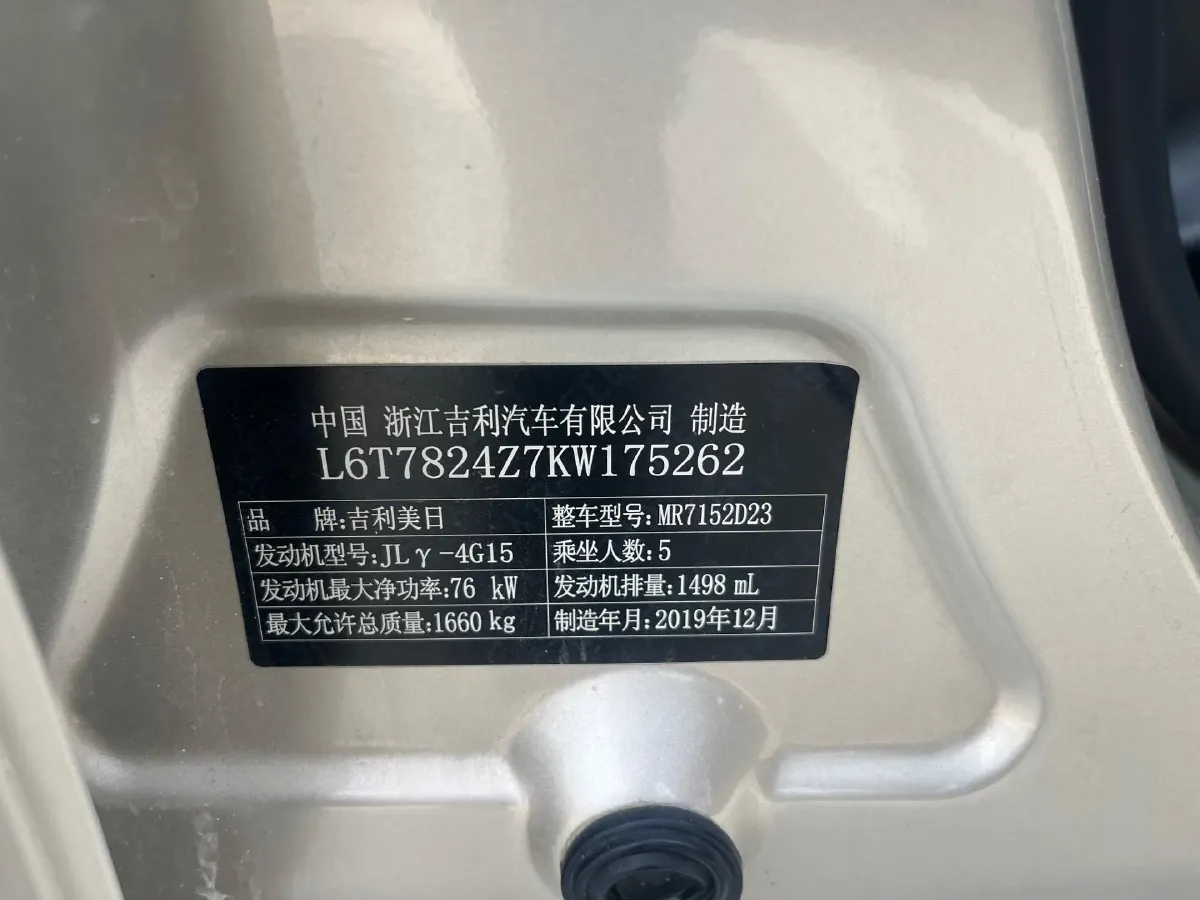 中国 浙江吉利汽车有限公司 制造
L6T7824Z7KW175262
品 牌:吉利美日 整车型号:MR7152D23
发动机型号:JLγ-4G15 乘坐人数:5
发动机最大净功率:76 kW 发动机排量:1498 mL
最大允许总质量:1660 kg 制造年月:2019年12月